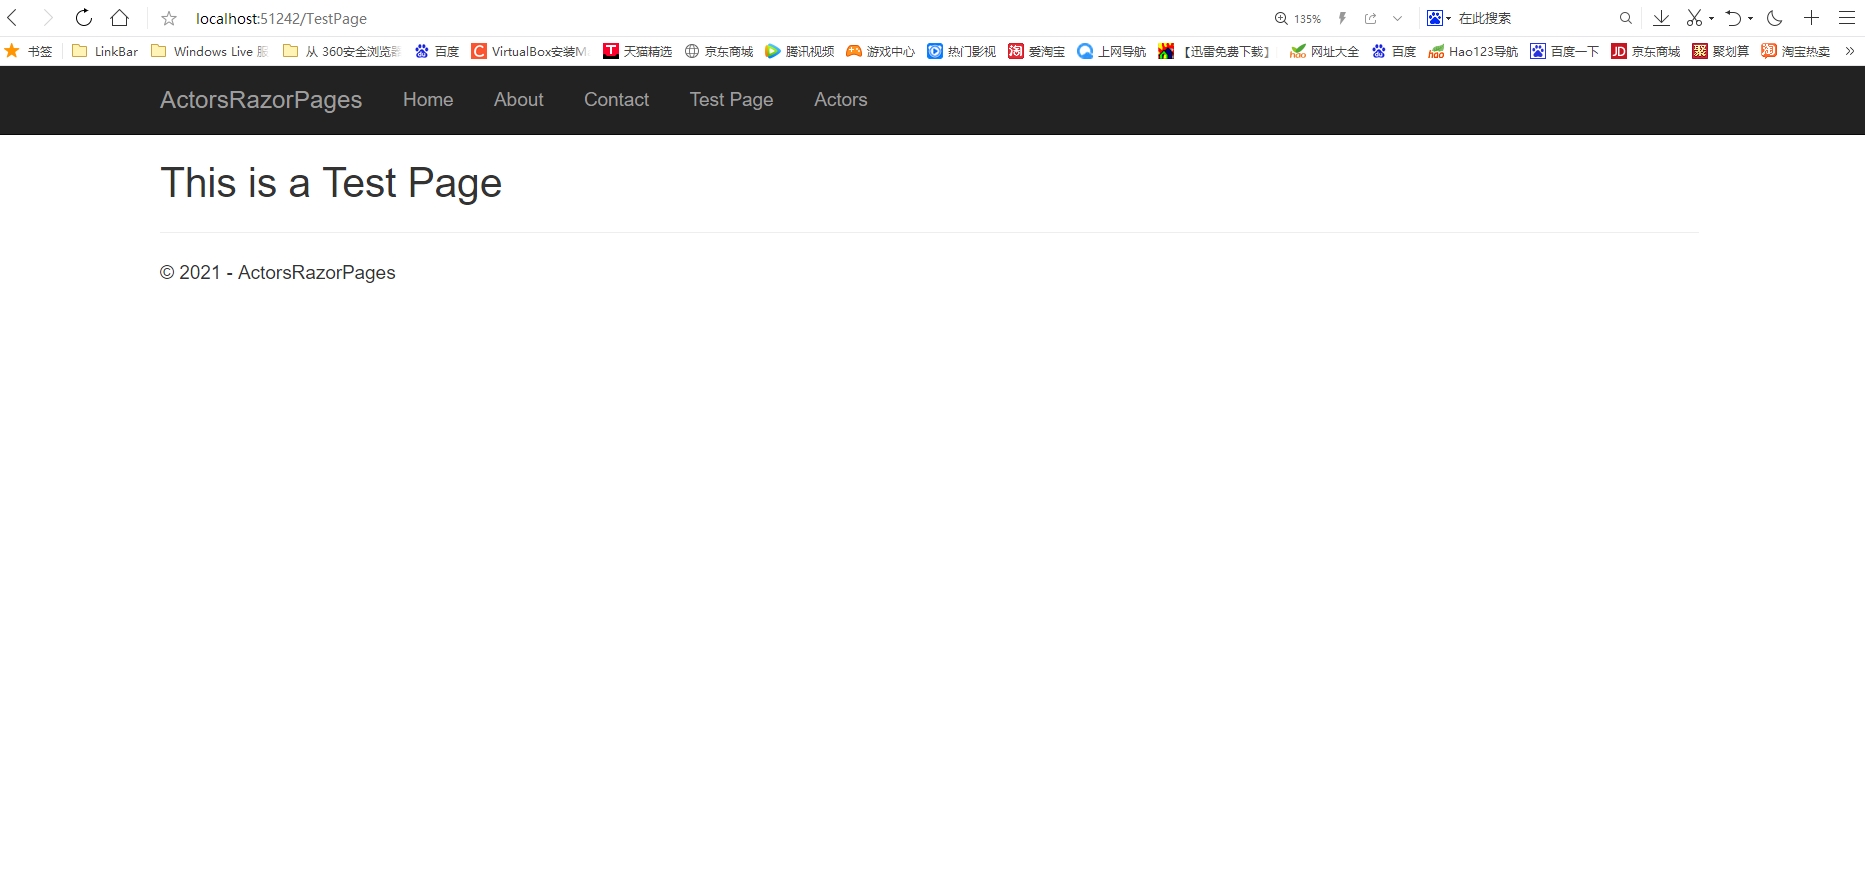 localhost:51242/TestPage 135% 在此搜索
书签 LinkBar Windows Live 服 从 360安全浏览器 百度 VirtualBox安装M 天猫精选 京东商城 腾讯视频 游戏中心 热门影视 爱淘宝 上网导航 【迅雷免费下载】 网址大全 百度 Hao123导航 百度一下 京东商城 聚划算 淘宝热卖 »
ActorsRazorPages Home About Contact Test Page Actors
This is a Test Page
© 2021 - ActorsRazorPages